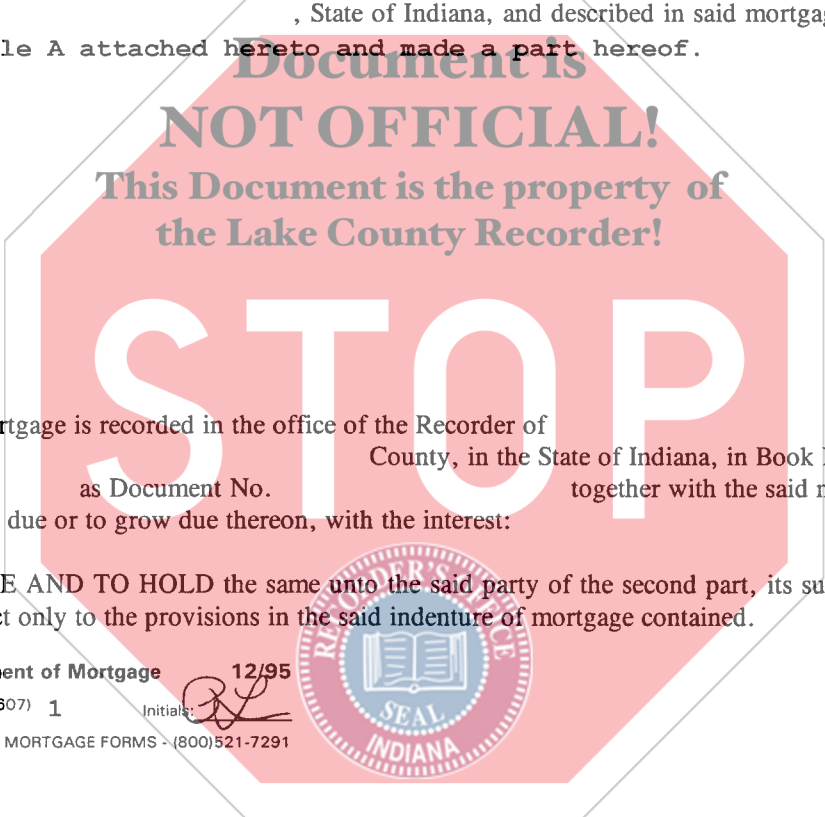 , State of Indiana, and described in said mortgag
le A attached hereto and made a part hereof.
Document is
NOT OFFICIAL!
This Document is the property of
the Lake County Recorder!
STOP
rtgage is recorded in the office of the Recorder of
County, in the State of Indiana, in Book
as Document No. together with the said
due or to grow due thereon, with the interest:
E AND TO HOLD the same unto the said party of the second part, its su
ct only to the provisions in the said indenture of mortgage contained.
ent of Mortgage 12/95
607) 1 Initials:
MORTGAGE FORMS - (800)521-7291
RECORDER'S OFFICE
SEAL
INDIANA